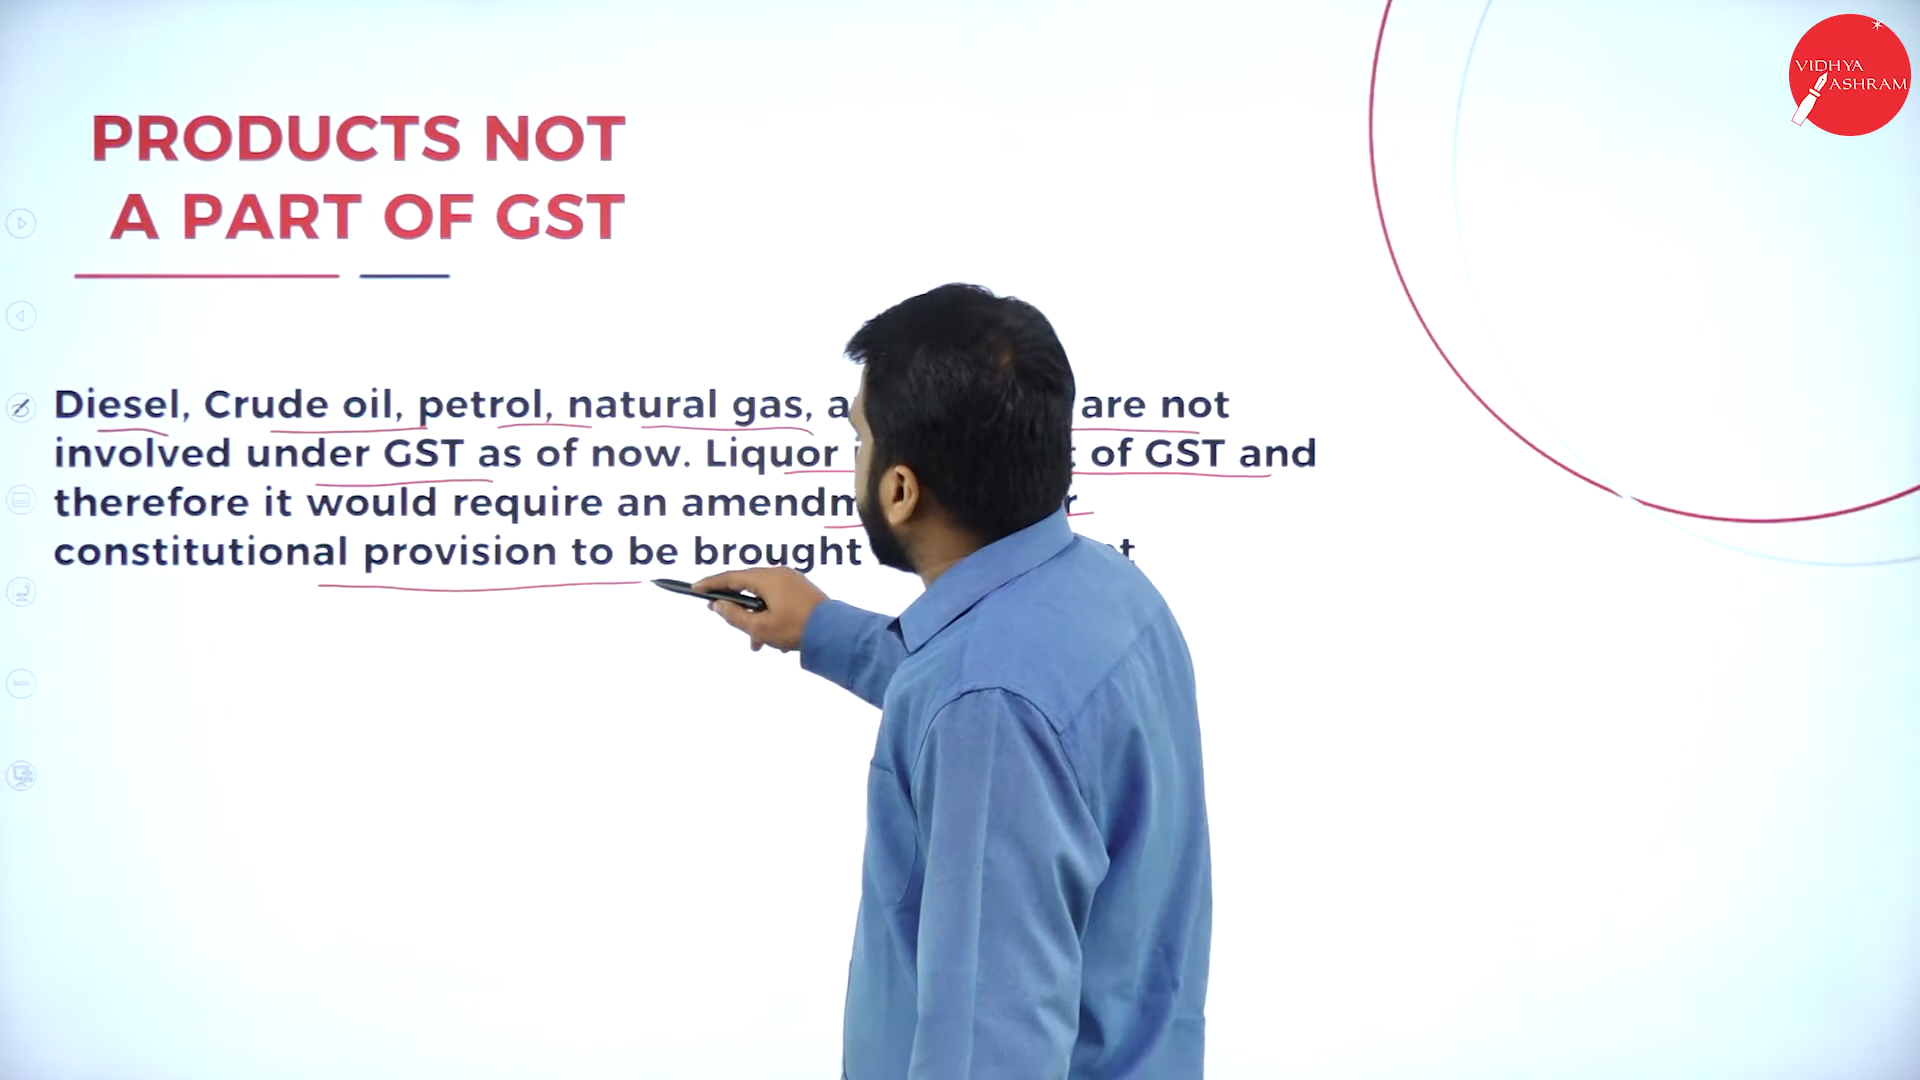 VIDHYA
ASHRAM
PRODUCTS NOT
A PART OF GST
Diesel, Crude oil, petrol, natural gas, are not
involved under GST as of now. Liquor of GST and
therefore it would require an
constitutional provision to be brought